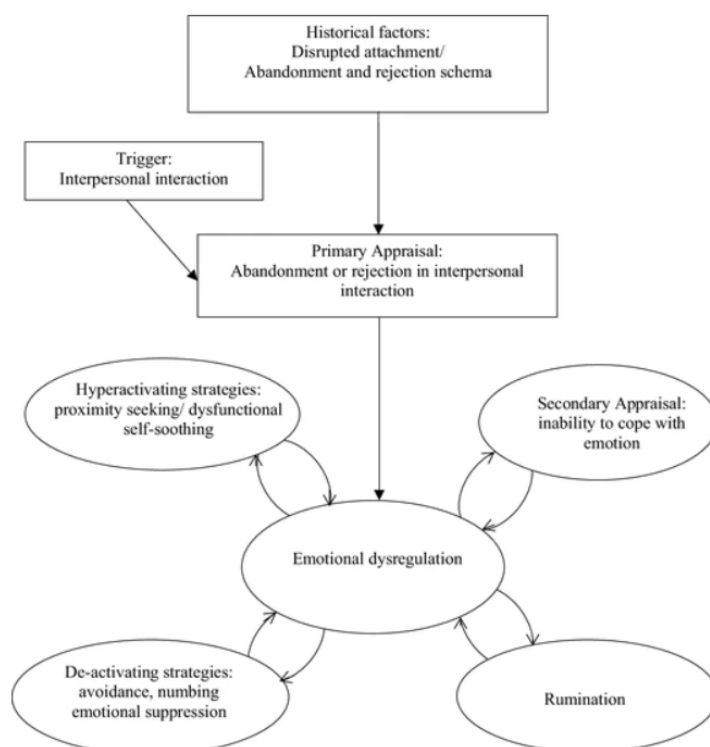 Historical factors:
Disrupted attachment/
Abandonment and rejection schema
Trigger:
Interpersonal interaction
Primary Appraisal:
Abandonment or rejection in interpersonal
interaction
Hyperactivating strategies:
proximity seeking/ dysfunctional
self-soothing
Secondary Appraisal:
inability to cope with
emotion
Emotional dysregulation
De-activating strategies:
avoidance, numbing
emotional suppression
Rumination